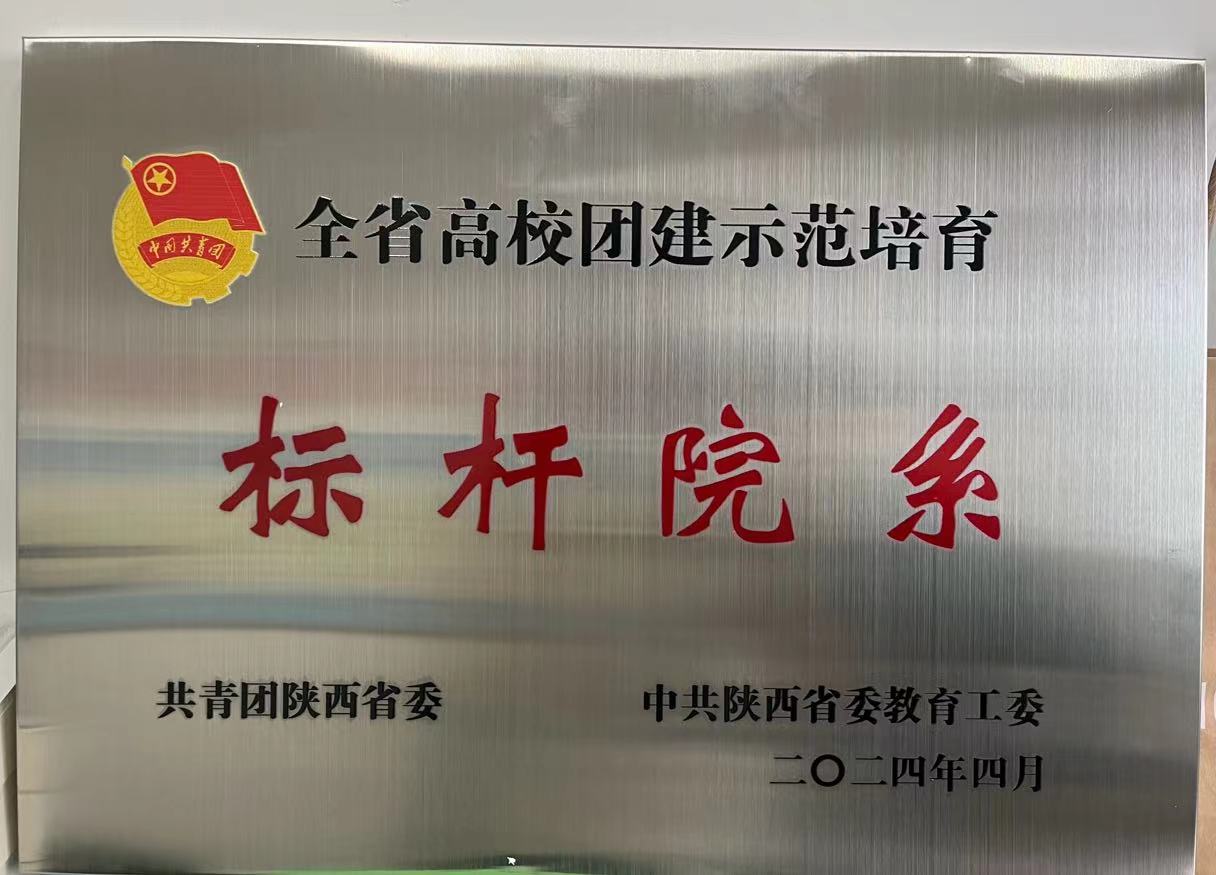 中国共青团
全省高校团建示范培育
标杆院系
共青团陕西省委
中共陕西省委教育工委
二〇二四年四月